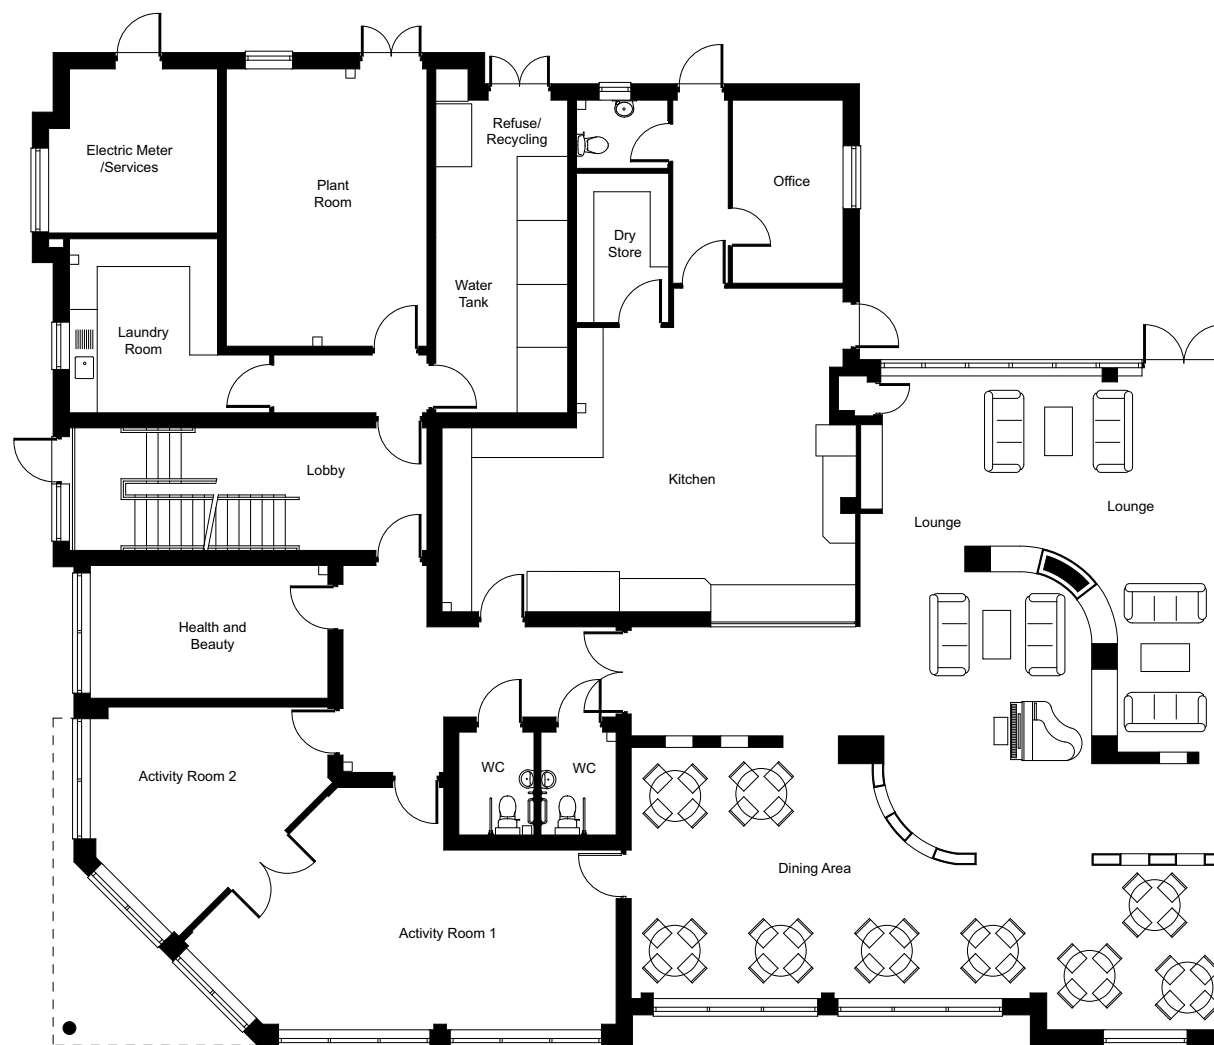 Refuse/
Recycling
Electric Meter
/Services
Plant
Room
Office
Dry
Store
Water
Tank
Laundry
Room
Lobby
Kitchen
Lounge
Lounge
Health and
Beauty
WC
WC
Activity Room 2
Dining Area
Activity Room 1